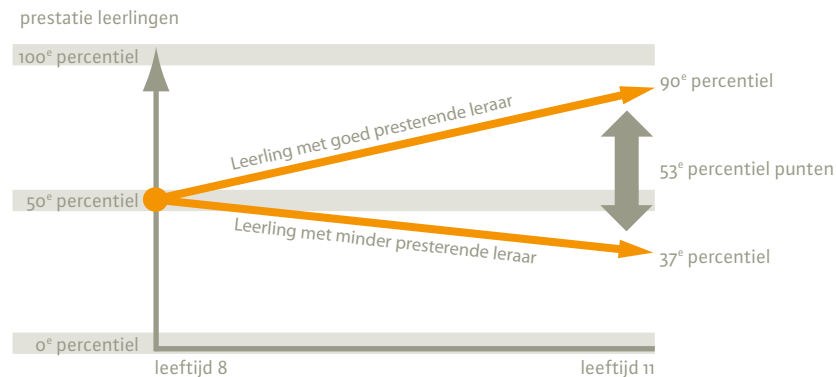 prestatie leerlingen
100e percentiel
90e percentiel
Leerling met goed presterende leraar
53e percentiel punten
50e percentiel
Leerling met minder presterende leraar
37e percentiel
0e percentiel
leeftijd 8
leeftijd 11